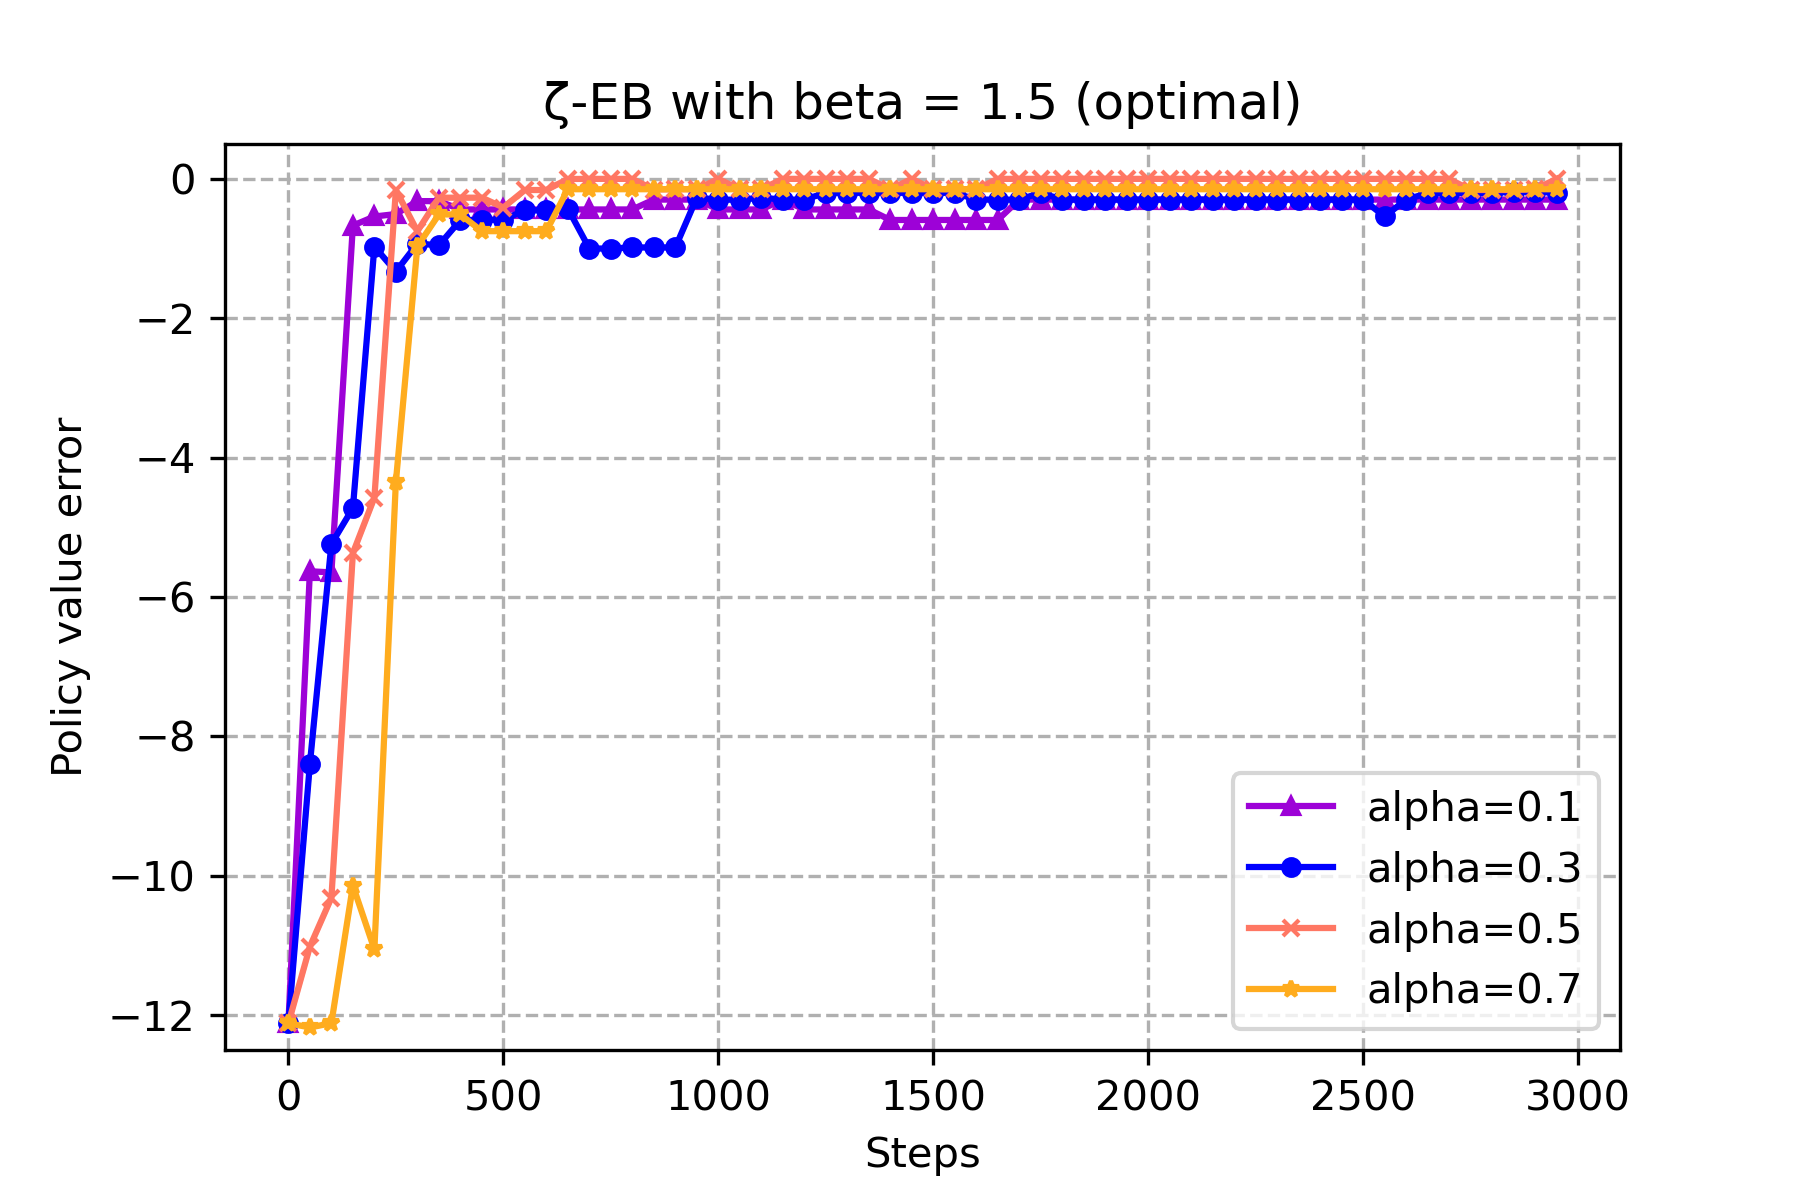 ζ-EB with beta = 1.5 (optimal)
0
−2
−4
−6
−8
−10
−12
Policy value error
0 500 1000 1500 2000 2500 3000
Steps
alpha=0.1
alpha=0.3
alpha=0.5
alpha=0.7